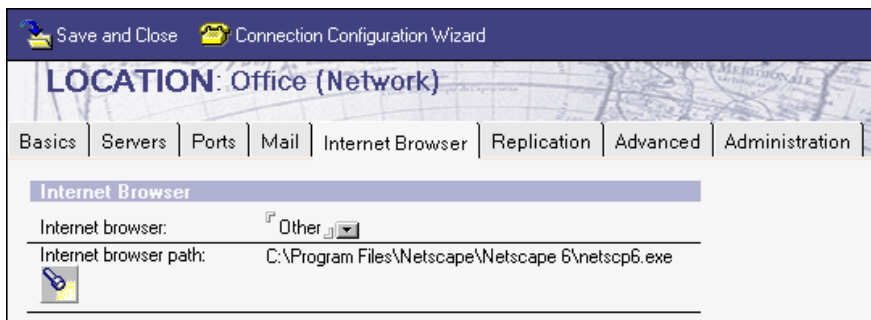 Save and Close Connection Configuration Wizard
LOCATION: Office (Network)
MERIDIONALE
Basics Servers Ports Mail Internet Browser Replication Advanced Administration
Internet Browser
Internet browser: Other
Internet browser path: C:\Program Files\Netscape\Netscape 6\netscp6.exe